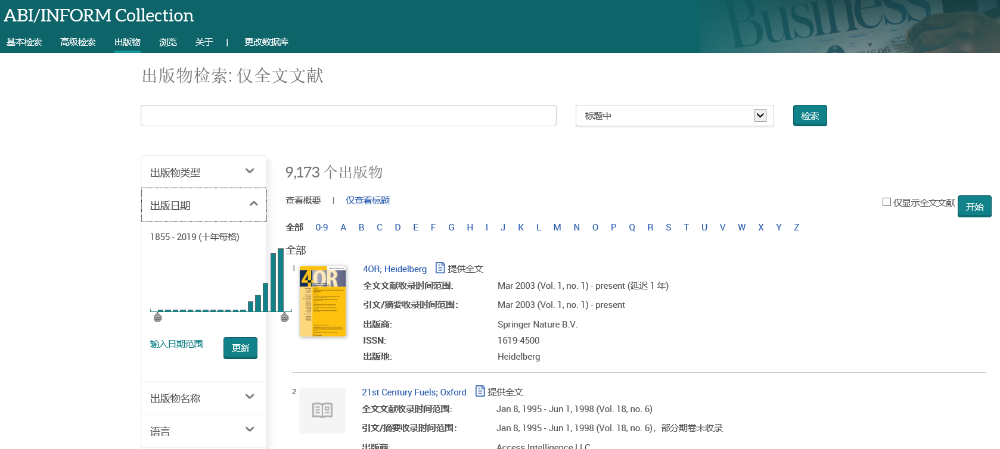 ABI/INFORM Collection
Business
基本检索 高级检索 出版物 浏览 关于 | 更改数据库
出版物检索: 仅全文文献
标题中 检索
出版物类型
出版日期
1855 - 2019 (十年每格)
输入日期范围 更新
出版物名称
语言
9,173 个出版物
查看概要 | 仅查看标题
仅显示全文文献 开始
全部 0-9 A B C D E F G H I J K L M N O P Q R S T U V W X Y Z
全部
1
4OR
4OR; Heidelberg 提供全文
全文文献收录时间范围: Mar 2003 (Vol. 1, no. 1) - present (延迟 1 年)
引文/摘要收录时间范围: Mar 2003 (Vol. 1, no. 1) - present
出版商: Springer Nature B.V.
ISSN: 1619-4500
出版地: Heidelberg
2
21st Century Fuels; Oxford 提供全文
全文文献收录时间范围: Jan 8, 1995 - Jun 1, 1998 (Vol. 18, no. 6)
引文/摘要收录时间范围: Jan 8, 1995 - Jun 1, 1998 (Vol. 18, no. 6)，部分期卷未收录
出版商: Access Intelligence LLC